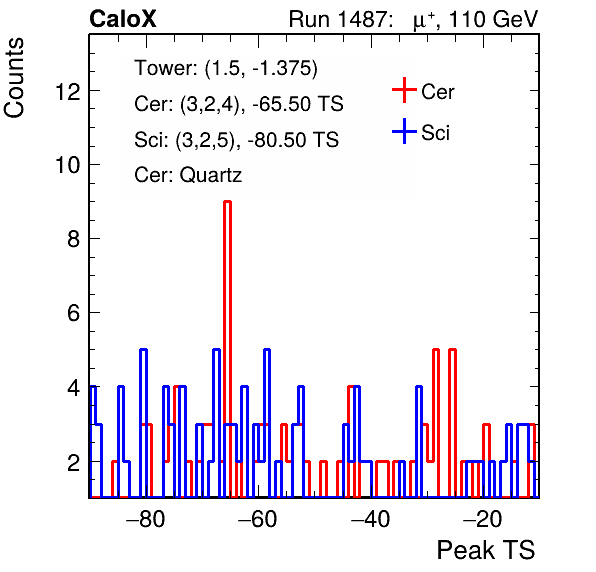 CaloX Run 1487: μ⁺, 110 GeV
Counts
Tower: (1.5, -1.375)
Cer: (3,2,4), -65.50 TS
Sci: (3,2,5), -80.50 TS
Cer: Quartz
Cer
Sci
12
10
8
6
4
2
−80 −60 −40 −20
Peak TS